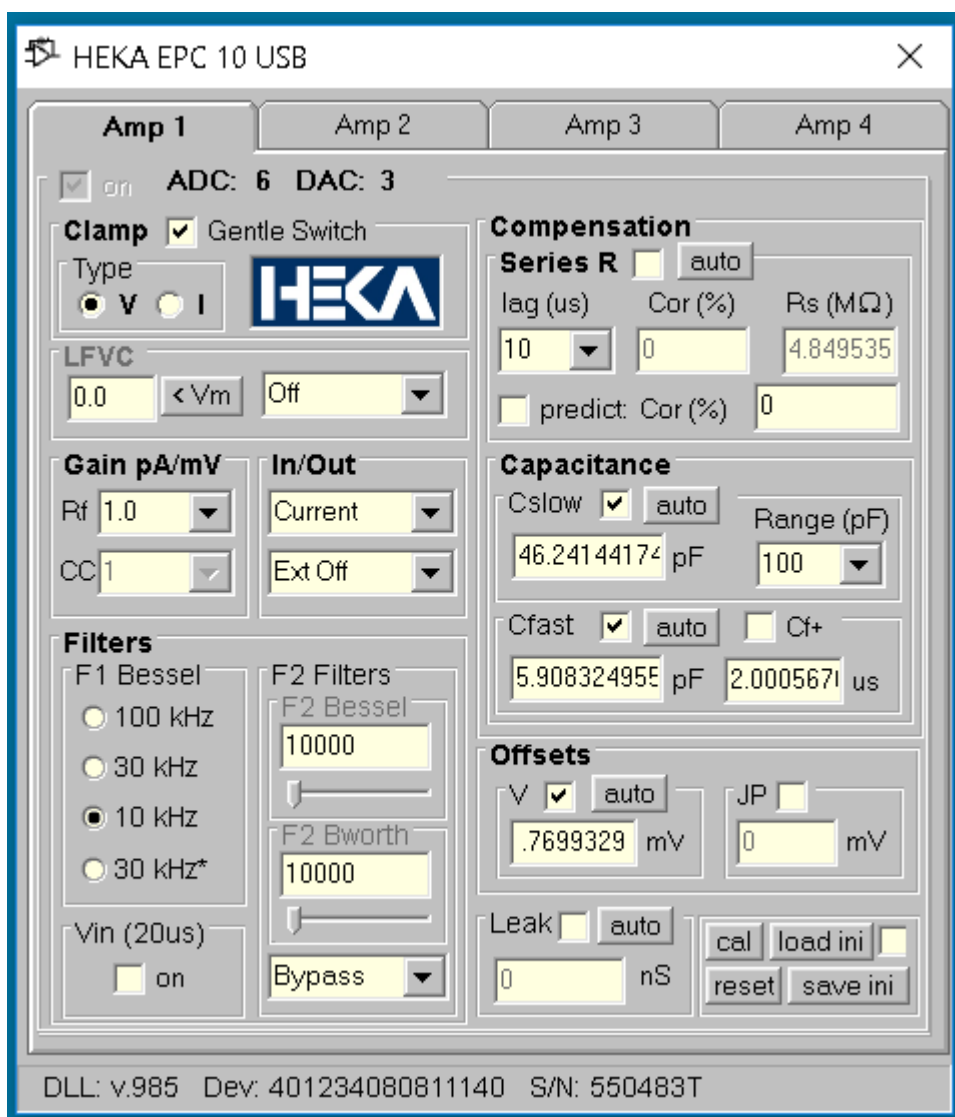 HEKA EPC 10 USB
Amp 1 Amp 2 Amp 3 Amp 4
on ADC: 6 DAC: 3
Clamp Gentle Switch
Type
V I
HEKA
LFVC
0.0 < Vm Off
Gain pA/mV
Rf 1.0
CC 1
In/Out
Current
Ext Off
Filters
F1 Bessel
100 kHz
30 kHz
10 kHz
30 kHz*
Vin (20us)
on
F2 Filters
F2 Bessel
10000
F2 Bworth
10000
Bypass
Compensation
Series R auto
lag (us) Cor (%) Rs (MΩ)
10 0 4.849535
predict: Cor (%) 0
Capacitance
Cslow auto
46.24144174 pF
Range (pF)
100
Cfast auto Cf+
5.908324955 pF 2.000567 us
Offsets
V auto
.7699329 mV
JP
0 mV
Leak auto
0 nS
cal load ini
reset save ini
DLL: v.985 Dev: 401234080811140 S/N: 550483T